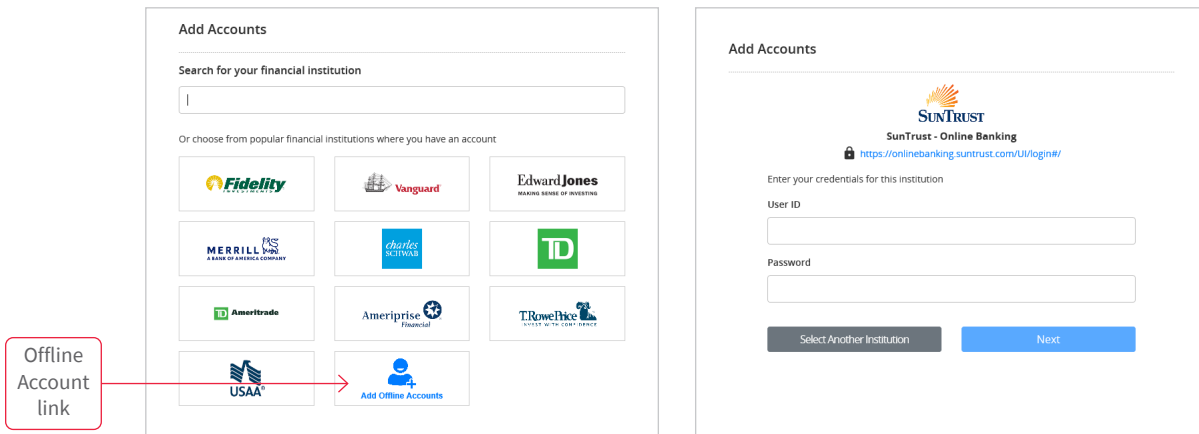 Add Accounts
Search for your financial institution
Or choose from popular financial institutions where you have an account
Fidelity
INVESTMENTS
Vanguard
Edward Jones
MAKING SENSE OF INVESTING
MERRILL
A BANK OF AMERICA COMPANY
charles
SCHWAB
TD
TD Ameritrade
Ameriprise
Financial
T.RowePrice
INVEST WITH CONFIDENCE
USAA®
Add Offline Accounts
Offline
Account
link
Add Accounts
SUNTRUST
SunTrust - Online Banking
https://onlinebanking.suntrust.com/UI/login#/
Enter your credentials for this institution
User ID
Password
Select Another Institution
Next